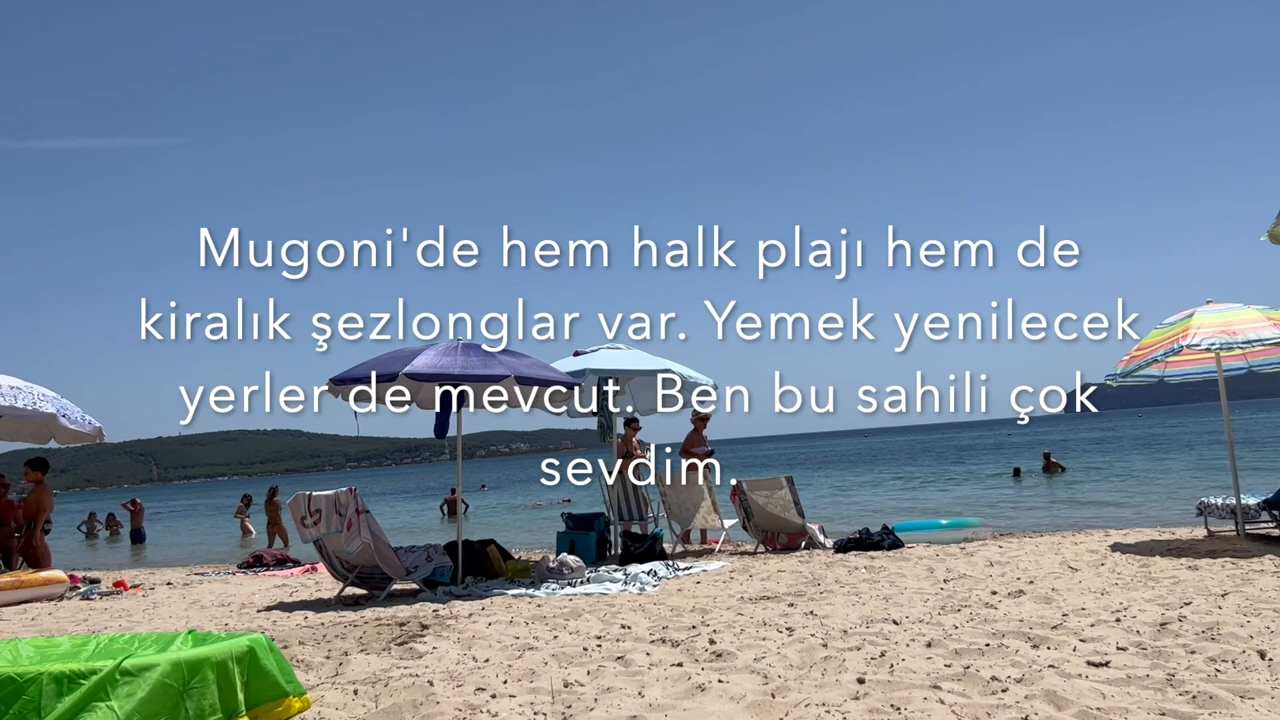 Mugoni'de hem halk plajı hem de
kiralık şezlonglar var. Yemek yenilecek
yerler de mevcut. Ben bu sahili çok
sevdim.